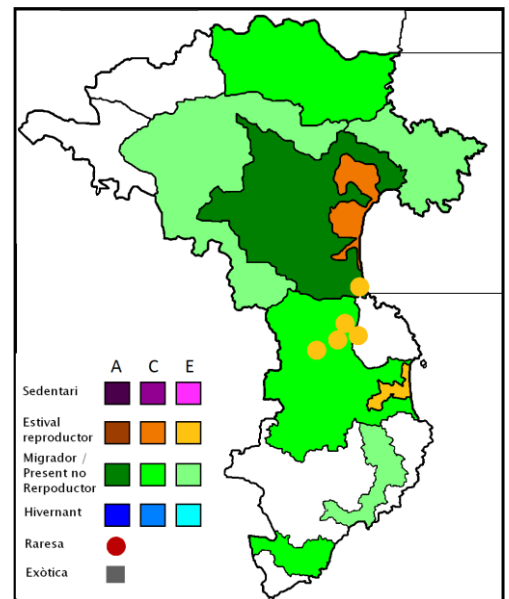 A C E
Sedentari
Estival
reproductor
Migrador /
Present no
Rerpoductor
Hivernant
Raresa
Exòtica